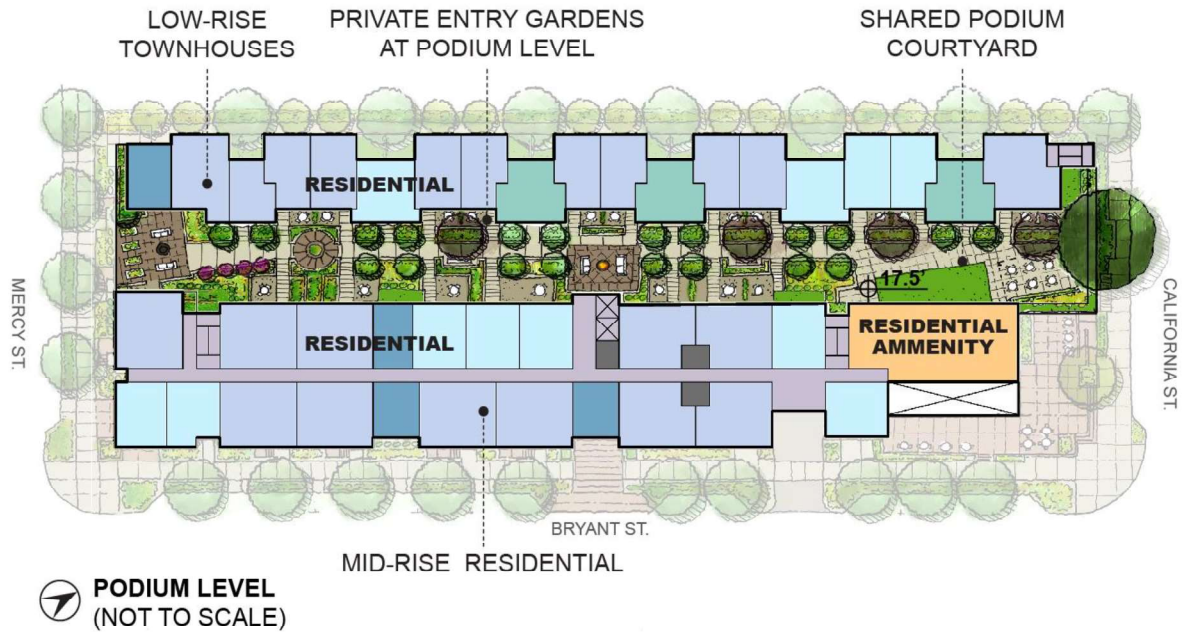 LOW-RISE
TOWNHOUSES
PRIVATE ENTRY GARDENS
AT PODIUM LEVEL
SHARED PODIUM
COURTYARD
RESIDENTIAL
17.5'
MERCY ST.
CALIFORNIA ST.
RESIDENTIAL
RESIDENTIAL
AMMENITY
BRYANT ST.
MID-RISE RESIDENTIAL
PODIUM LEVEL
(NOT TO SCALE)